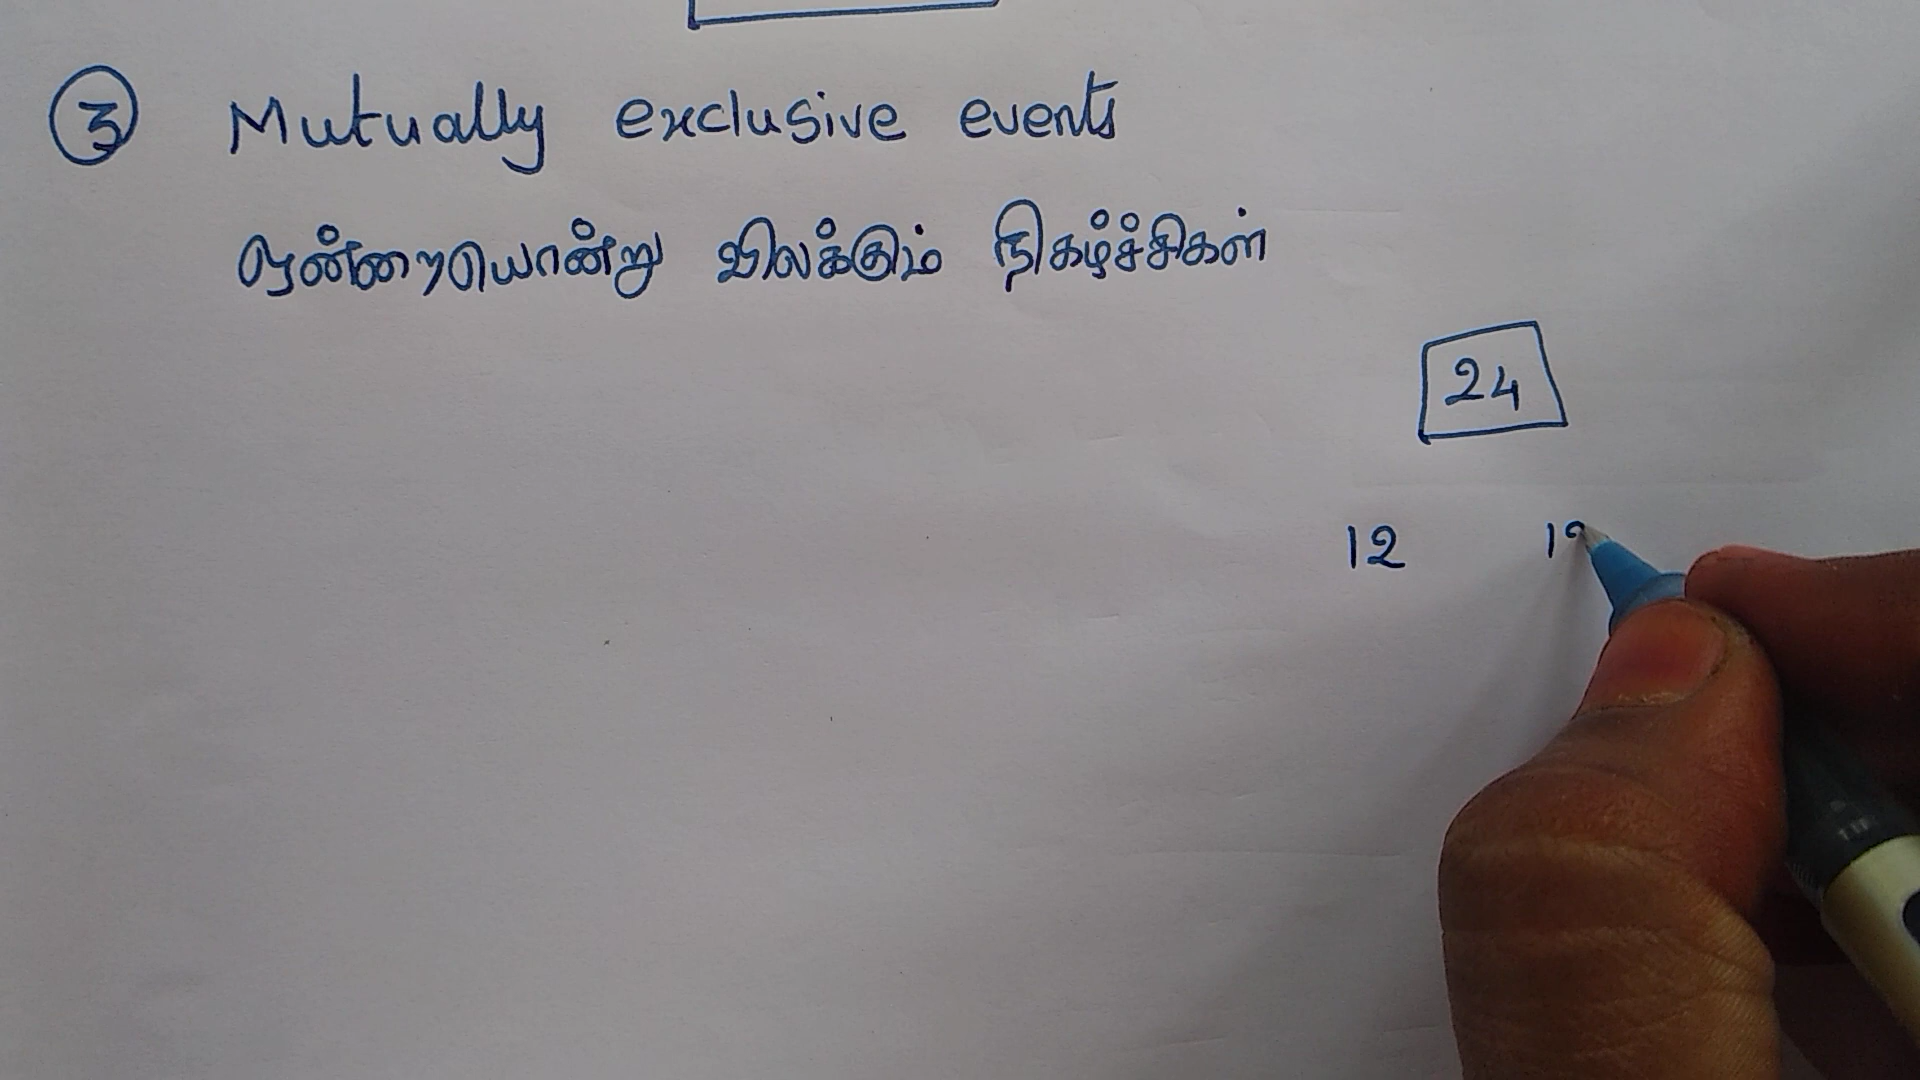 3 Mutually exclusive events
ஒன்றையொன்று விலக்கும் நிகழ்ச்சிகள்
24
12